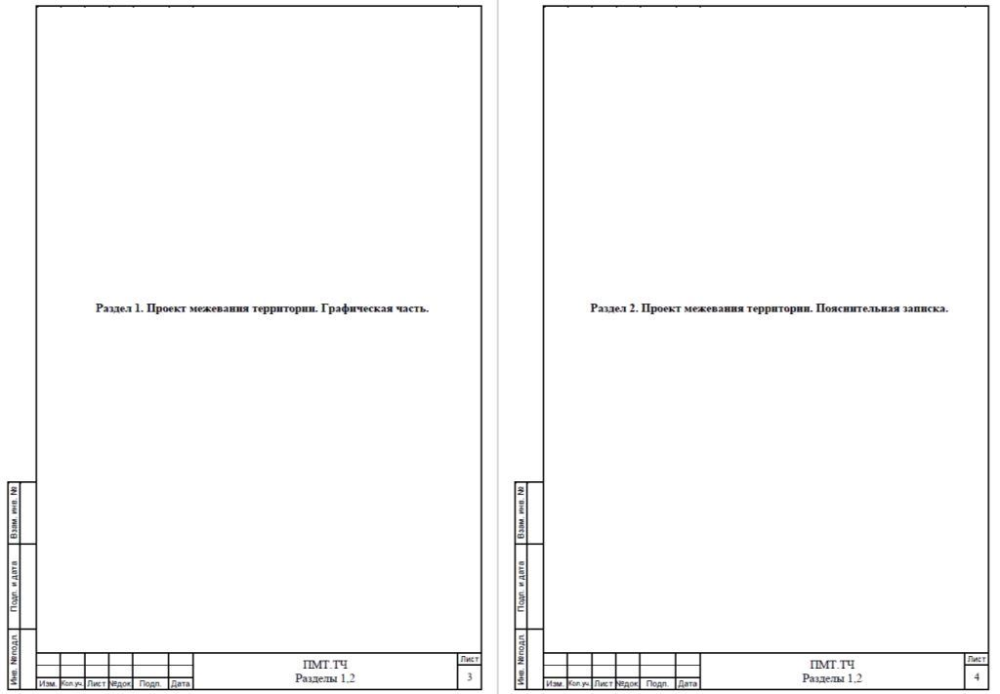 Раздел 1. Проект межевания территории. Графическая часть.
Взам. инв. №
Подп. и дата
Инв. №подл.
Изм. Кол.уч. Лист №док. Подп. Дата
ПМТ.ТЧ
Разделы 1,2
Лист
3
Раздел 2. Проект межевания территории. Пояснительная записка.
Взам. инв. №
Подп. и дата
Инв. №подл.
Изм. Кол.уч. Лист №док. Подп. Дата
ПМТ.ТЧ
Разделы 1,2
Лист
4